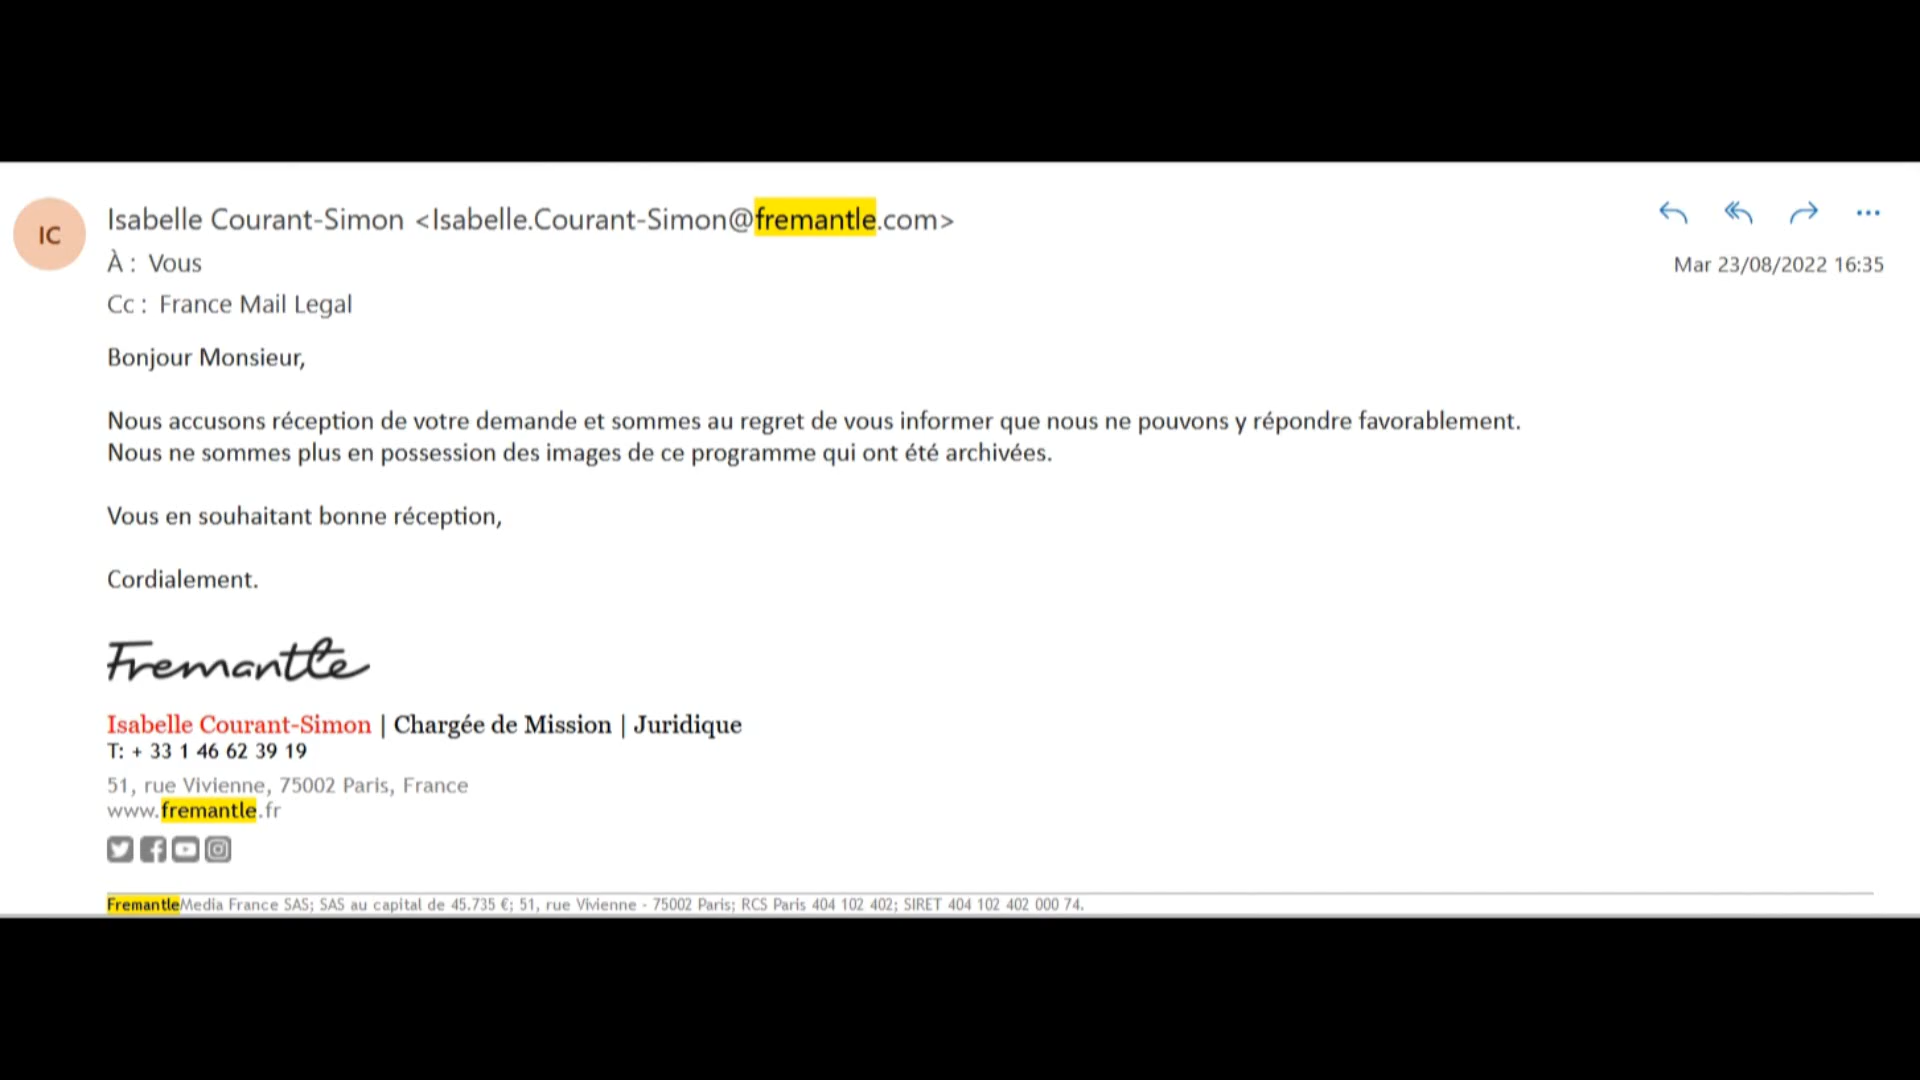 IC
Isabelle Courant-Simon <Isabelle.Courant-Simon@fremantle.com>
À : Vous
Mar 23/08/2022 16:35
Cc : France Mail Legal
Bonjour Monsieur,
Nous accusons réception de votre demande et sommes au regret de vous informer que nous ne pouvons y répondre favorablement.
Nous ne sommes plus en possession des images de ce programme qui ont été archivées.
Vous en souhaitant bonne réception,
Cordialement.
Fremantle
Isabelle Courant-Simon | Chargée de Mission | Juridique
T: + 33 1 46 62 39 19
51, rue Vivienne, 75002 Paris, France
www.fremantle.fr
FremantleMedia France SAS; SAS au capital de 45.735 €; 51, rue Vivienne - 75002 Paris; RCS Paris 404 102 402; SIRET 404 102 402 000 74.